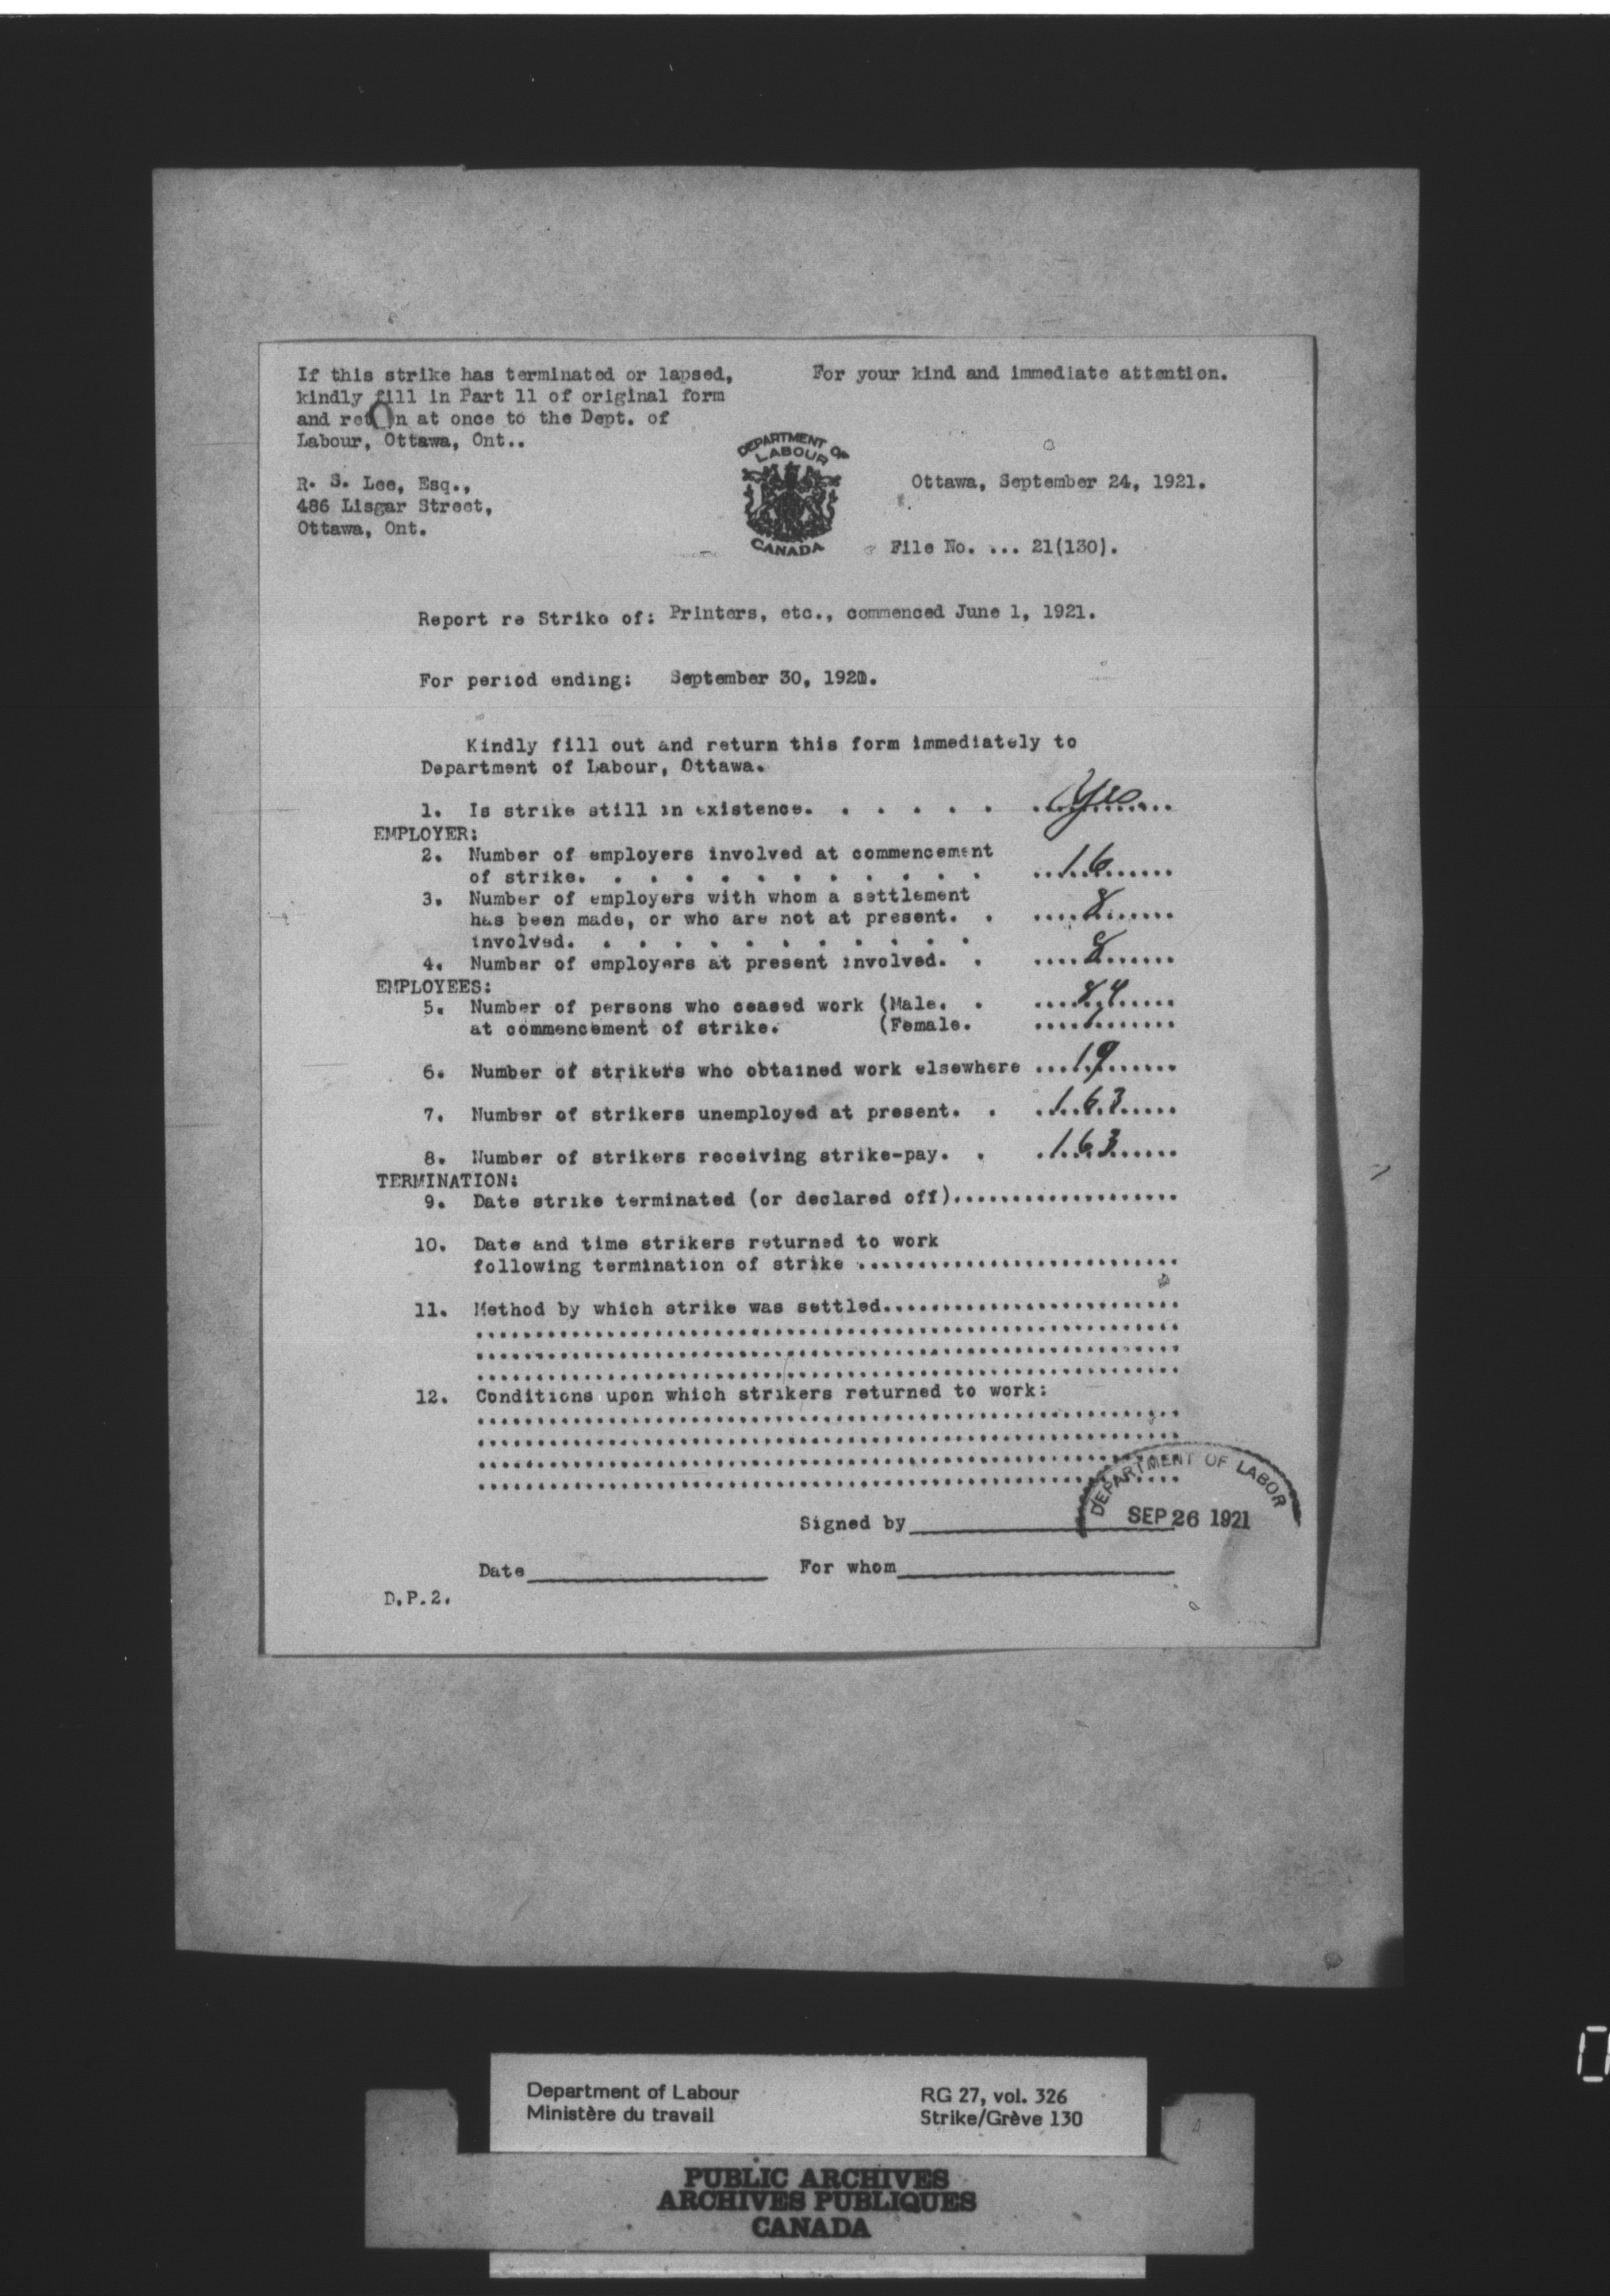 If this strike has terminated or lapsed,
kindly fill in Part 11 of original form
and return at once to the Dept. of
Labour, Ottawa, Ont..
For your kind and immediate attention.
R. S. Lee, Esq.,
486 Lisgar Street,
Ottawa, Ont.
DEPARTMENT OF
LABOUR
CANADA
Ottawa, September 24, 1921.
File No. ... 21(130).
Report re Strike of: Printers, etc., commenced June 1, 1921.
For period ending: September 30, 1921.
Kindly fill out and return this form immediately to
Department of Labour, Ottawa.
1. Is strike still in existence. . . . . . . Yes
EMPLOYER:
2. Number of employers involved at commencement
of strike. . . . . . . . . . . . 16
3. Number of employers with whom a settlement
has been made, or who are not at present. . 8
involved. . . . . . . . . . . .
4. Number of employers at present involved. . 8
EMPLOYEES:
5. Number of persons who ceased work (Male. .
at commencement of strike. (Female.
6. Number of strikers who obtained work elsewhere ...19.......
7. Number of strikers unemployed at present. . 163
8. Number of strikers receiving strike-pay. . 163
TERMINATION:
9. Date strike terminated (or declared off)...................
10. Date and time strikers returned to work
following termination of strike ...........................
11. Method by which strike was settled.........................
12. Conditions upon which strikers returned to work:
Signed by
DEPARTMENT OF LABOR
SEP 26 1921
Date For whom
D.P.2.
Department of Labour
Ministère du travail
RG 27, vol. 326
Strike/Grève 130
PUBLIC ARCHIVES
ARCHIVES PUBLIQUES
CANADA